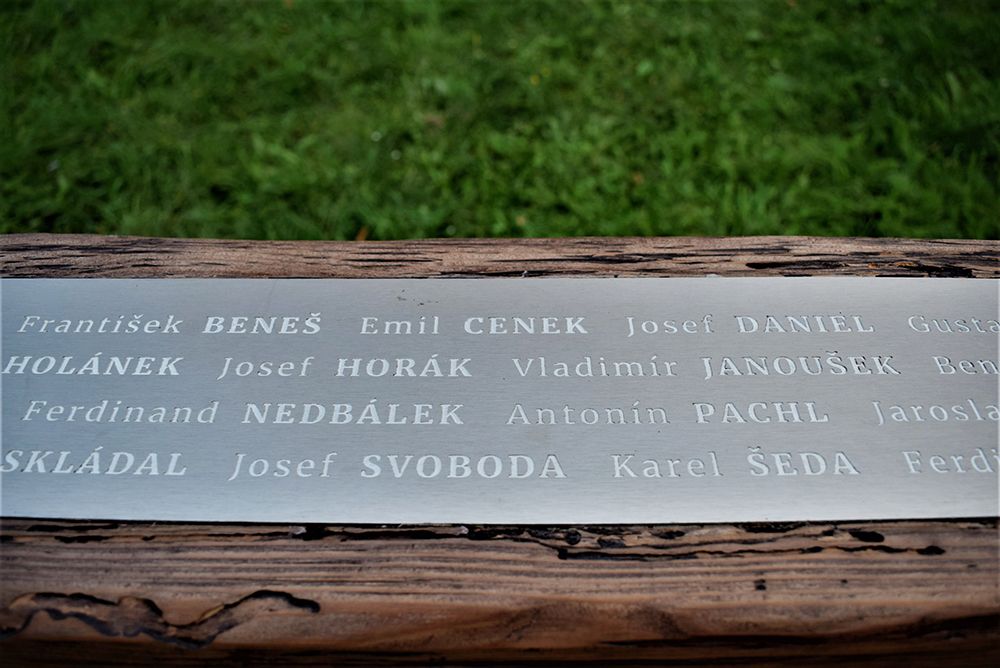 František BENEŠ Emil CENEK Josef DANIEL Gusta
HOLÁNEK Josef HORÁK Vladimír JANOUŠEK Ben
Ferdinand NEDBÁLEK Antonín PACHL Jarosla
SKLÁDAL Josef SVOBODA Karel ŠEDA Ferdi